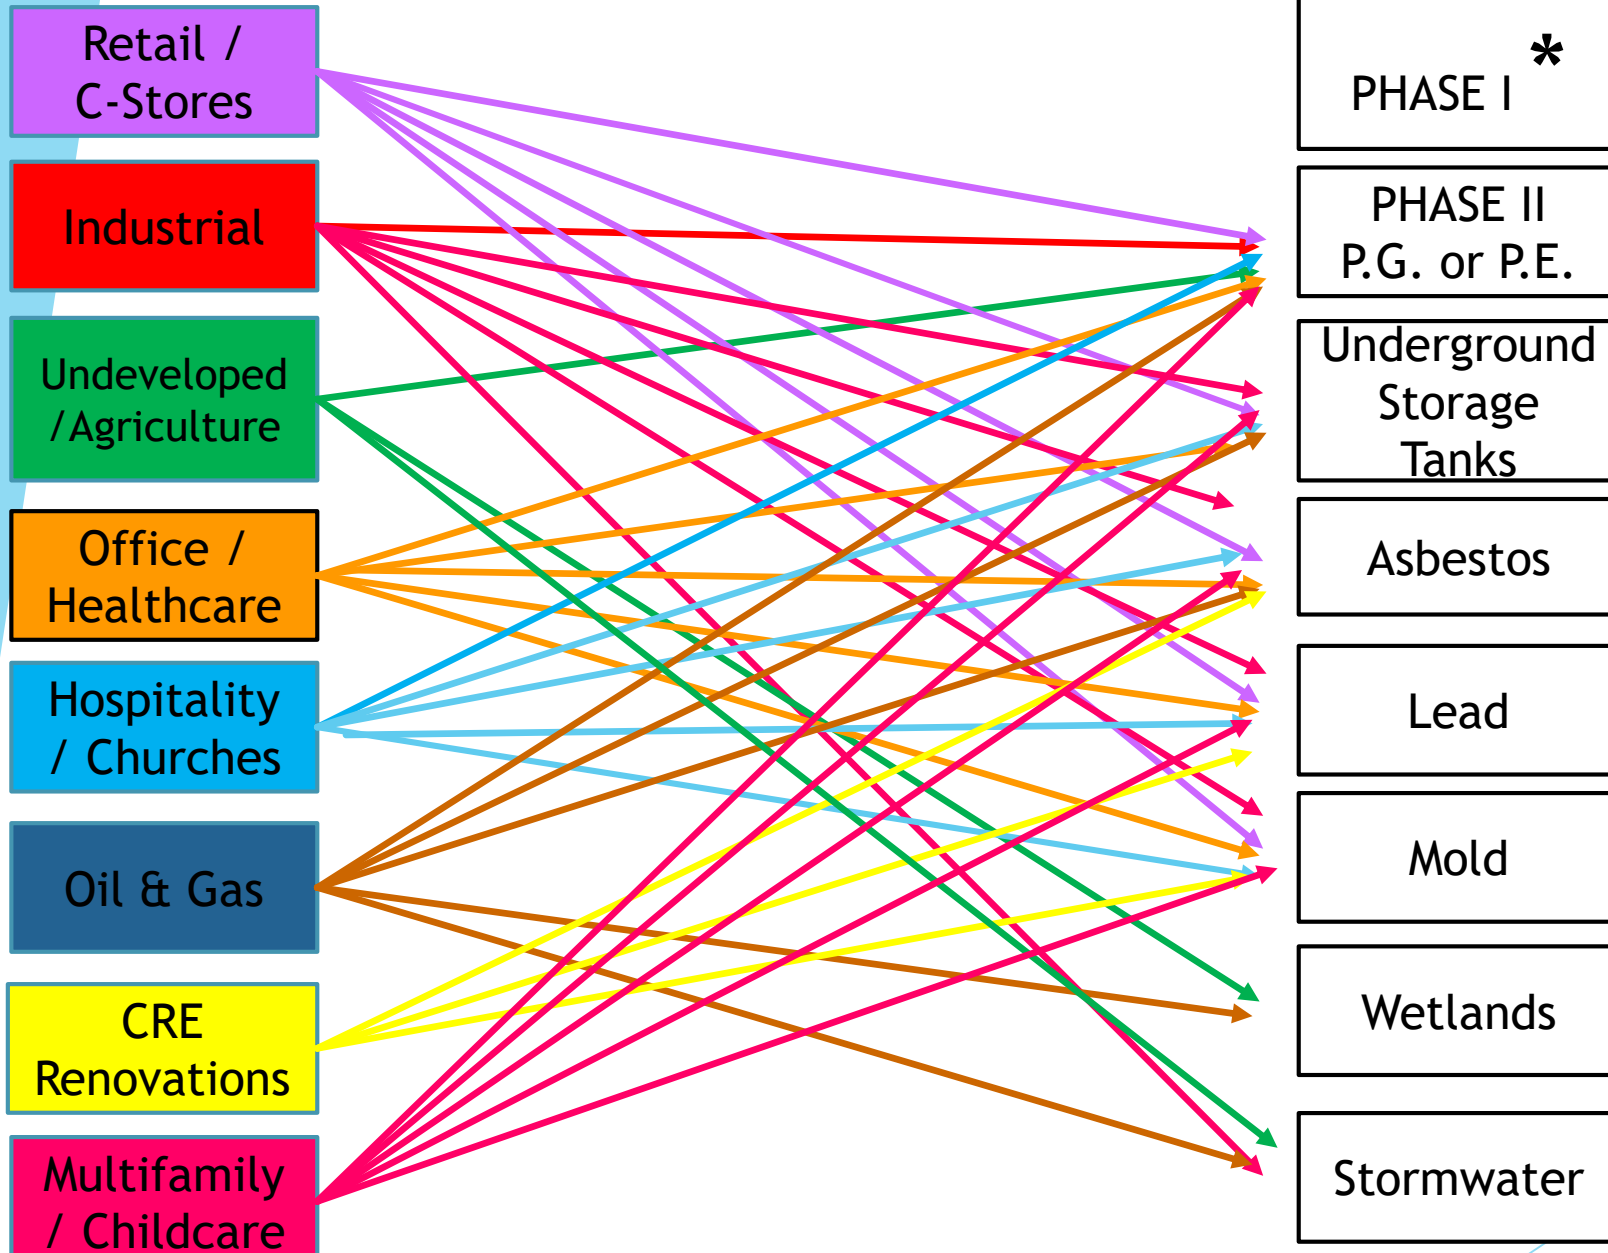 Retail /
C-Stores
Industrial
Undeveloped
/Agriculture
Office /
Healthcare
Hospitality
/ Churches
Oil & Gas
CRE
Renovations
Multifamily
/ Childcare
PHASE I *
PHASE II
P.G. or P.E.
Underground
Storage
Tanks
Asbestos
Lead
Mold
Wetlands
Stormwater